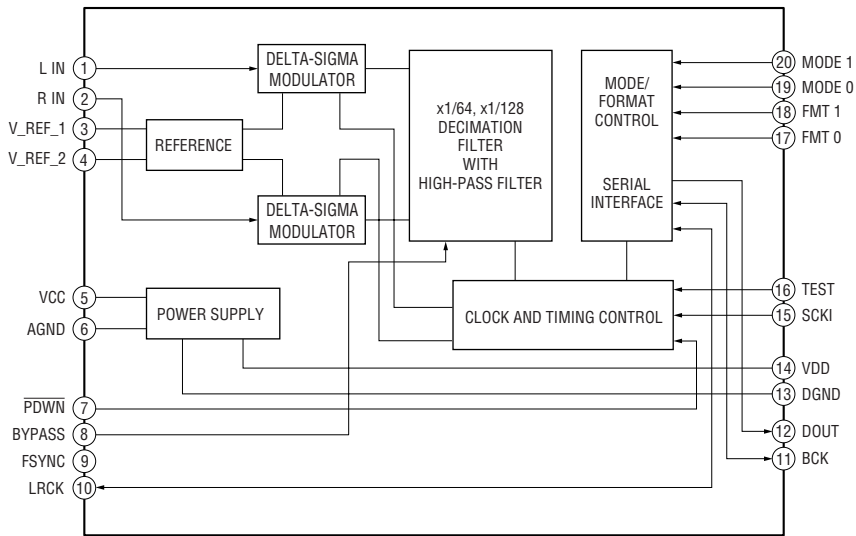 L IN 1
R IN 2
V_REF_1 3
V_REF_2 4
VCC 5
AGND 6
PDWN 7
BYPASS 8
FSYNC 9
LRCK 10
DELTA-SIGMA
MODULATOR
REFERENCE
DELTA-SIGMA
MODULATOR
POWER SUPPLY
x1/64, x1/128
DECIMATION
FILTER
WITH
HIGH-PASS FILTER
MODE/
FORMAT
CONTROL
SERIAL
INTERFACE
CLOCK AND TIMING CONTROL
20 MODE 1
19 MODE 0
18 FMT 1
17 FMT 0
16 TEST
15 SCKI
14 VDD
13 DGND
12 DOUT
11 BCK